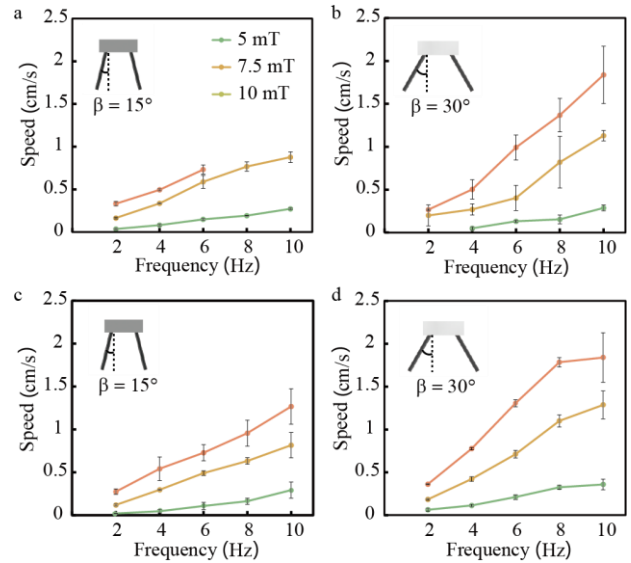 a
2.5
2
1.5
1
0.5
0
Speed (cm/s)
β = 15°
5 mT
7.5 mT
10 mT
2 4 6 8 10
Frequency (Hz)
b
2.5
2
1.5
1
0.5
0
Speed (cm/s)
β = 30°
2 4 6 8 10
Frequency (Hz)
c
2.5
2
1.5
1
0.5
0
Speed (cm/s)
β = 15°
2 4 6 8 10
Frequency (Hz)
d
2.5
2
1.5
1
0.5
0
Speed (cm/s)
β = 30°
2 4 6 8 10
Frequency (Hz)